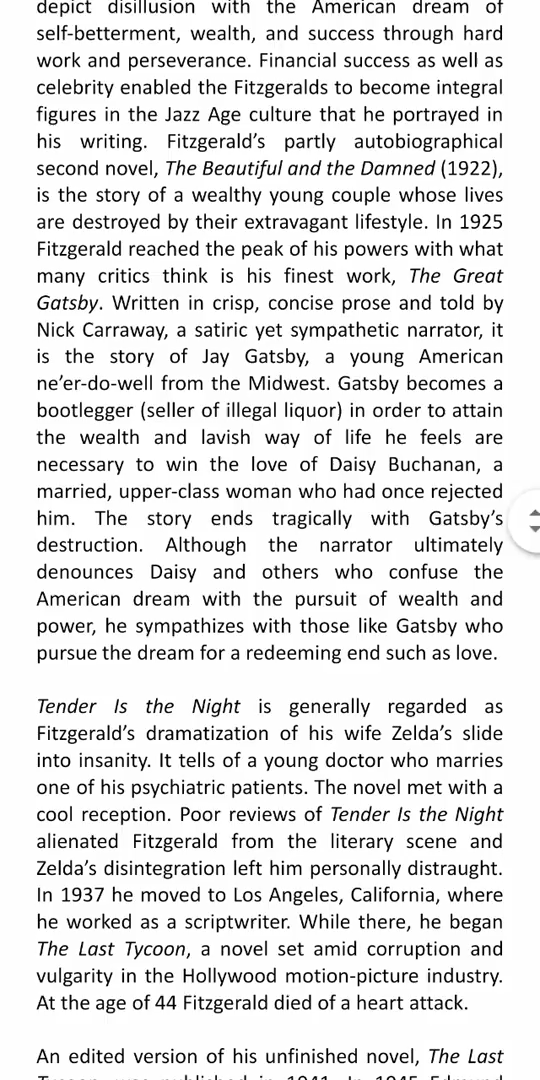 depict disillusion with the American dream of
self-betterment, wealth, and success through hard
work and perseverance. Financial success as well as
celebrity enabled the Fitzgeralds to become integral
figures in the Jazz Age culture that he portrayed in
his writing. Fitzgerald’s partly autobiographical
second novel, The Beautiful and the Damned (1922),
is the story of a wealthy young couple whose lives
are destroyed by their extravagant lifestyle. In 1925
Fitzgerald reached the peak of his powers with what
many critics think is his finest work, The Great
Gatsby. Written in crisp, concise prose and told by
Nick Carraway, a satiric yet sympathetic narrator, it
is the story of Jay Gatsby, a young American
ne’er-do-well from the Midwest. Gatsby becomes a
bootlegger (seller of illegal liquor) in order to attain
the wealth and lavish way of life he feels are
necessary to win the love of Daisy Buchanan, a
married, upper-class woman who had once rejected
him. The story ends tragically with Gatsby’s
destruction. Although the narrator ultimately
denounces Daisy and others who confuse the
American dream with the pursuit of wealth and
power, he sympathizes with those like Gatsby who
pursue the dream for a redeeming end such as love.
Tender Is the Night is generally regarded as
Fitzgerald’s dramatization of his wife Zelda’s slide
into insanity. It tells of a young doctor who marries
one of his psychiatric patients. The novel met with a
cool reception. Poor reviews of Tender Is the Night
alienated Fitzgerald from the literary scene and
Zelda’s disintegration left him personally distraught.
In 1937 he moved to Los Angeles, California, where
he worked as a scriptwriter. While there, he began
The Last Tycoon, a novel set amid corruption and
vulgarity in the Hollywood motion-picture industry.
At the age of 44 Fitzgerald died of a heart attack.
An edited version of his unfinished novel, The Last
Tycoon, was published in 1941. In 1945 Edmund